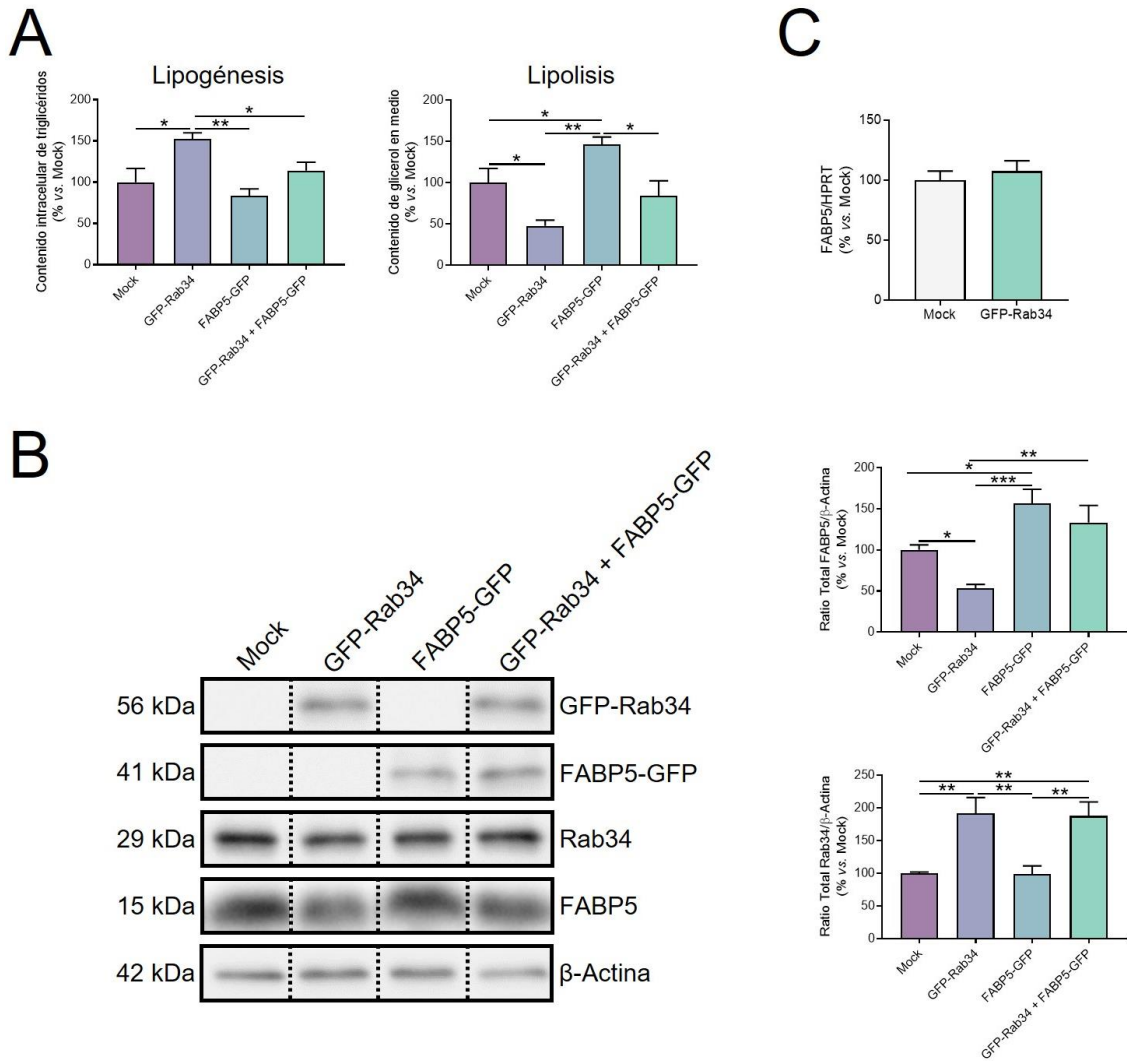 A
Lipogénesis
Contenido intracelular de triglicéridos
(% vs. Mock)
200
150
100
50
0
*
**
*
Mock
GFP-Rab34
FABP5-GFP
GFP-Rab34 + FABP5-GFP
Lipolisis
Contenido de glicerol en medio
(% vs. Mock)
200
150
100
50
0
*
**
*
*
Mock
GFP-Rab34
FABP5-GFP
GFP-Rab34 + FABP5-GFP
C
FABP5/HPRT
(% vs. Mock)
150
100
50
0
Mock
GFP-Rab34
B
Mock
GFP-Rab34
FABP5-GFP
GFP-Rab34 + FABP5-GFP
56 kDa
GFP-Rab34
41 kDa
FABP5-GFP
29 kDa
Rab34
15 kDa
FABP5
42 kDa
β-Actina
Ratio Total FABP5/β-Actina
(% vs. Mock)
200
150
100
50
0
**
*
***
*
Mock
GFP-Rab34
FABP5-GFP
GFP-Rab34 + FABP5-GFP
Ratio Total Rab34/β-Actina
(% vs. Mock)
250
200
150
100
50
0
**
**
**
**
Mock
GFP-Rab34
FABP5-GFP
GFP-Rab34 + FABP5-GFP